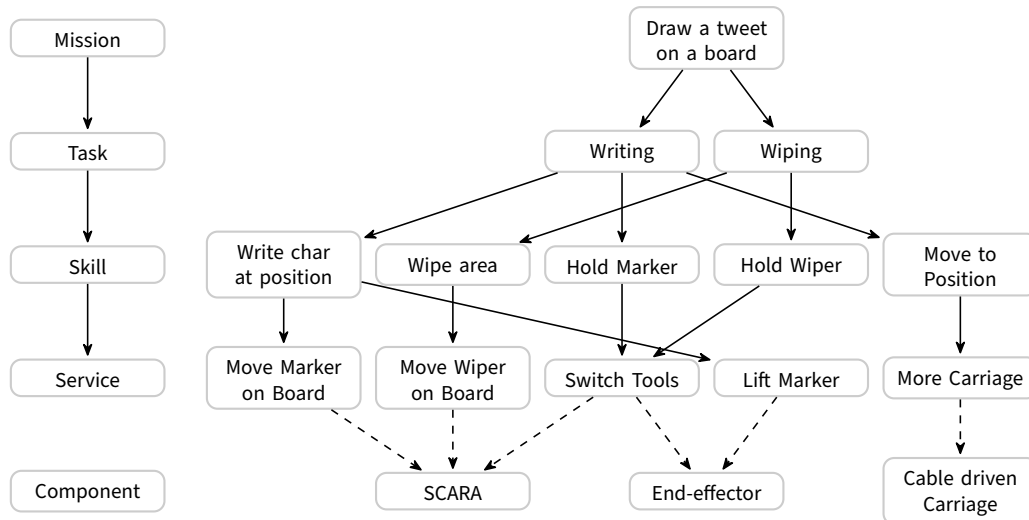 Mission
Draw a tweet
on a board
Task
Writing
Wiping
Skill
Write char
at position
Wipe area
Hold Marker
Hold Wiper
Move to
Position
Service
Move Marker
on Board
Move Wiper
on Board
Switch Tools
Lift Marker
More Carriage
Component
SCARA
End-effector
Cable driven
Carriage